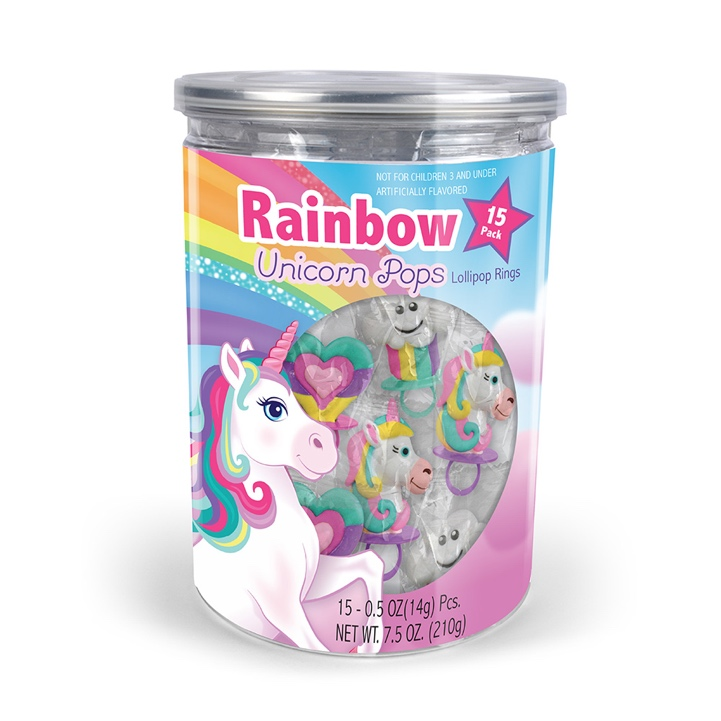 NOT FOR CHILDREN 3 AND UNDER
ARTIFICIALLY FLAVORED
Rainbow
15
Pack
Unicorn Pops Lollipop Rings
15 - 0.5 OZ(14g) Pcs.
NET WT. 7.5 OZ. (210g)